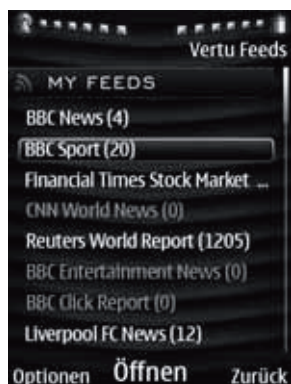 Vertu Feeds
MY FEEDS
BBC News (4)
BBC Sport (20)
Financial Times Stock Market ...
CNN World News (0)
Reuters World Report (1205)
BBC Entertainment News (0)
BBC Click Report (0)
Liverpool FC News (12)
Optionen Öffnen Zurück